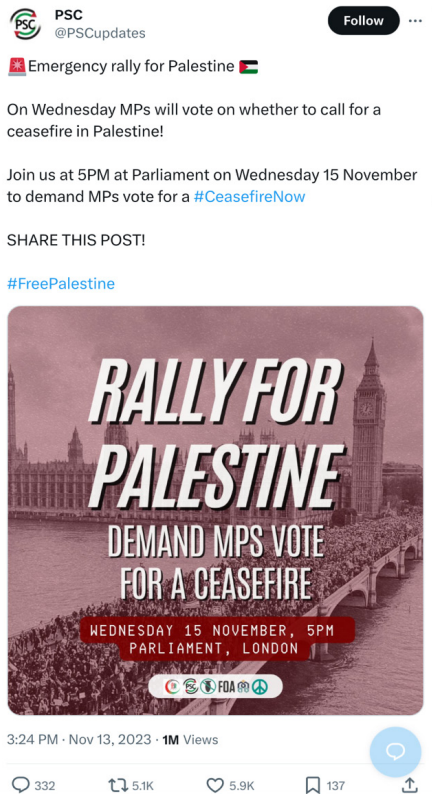 PSC
@PSCupdates
Follow
Emergency rally for Palestine
On Wednesday MPs will vote on whether to call for a
ceasefire in Palestine!
Join us at 5PM at Parliament on Wednesday 15 November
to demand MPs vote for a #CeasefireNow
SHARE THIS POST!
#FreePalestine
RALLY FOR
PALESTINE
DEMAND MPS VOTE
FOR A CEASEFIRE
WEDNESDAY 15 NOVEMBER, 5PM
PARLIAMENT, LONDON
PSC FOA
3:24 PM · Nov 13, 2023 · 1M Views
332 5.1K 5.9K 137